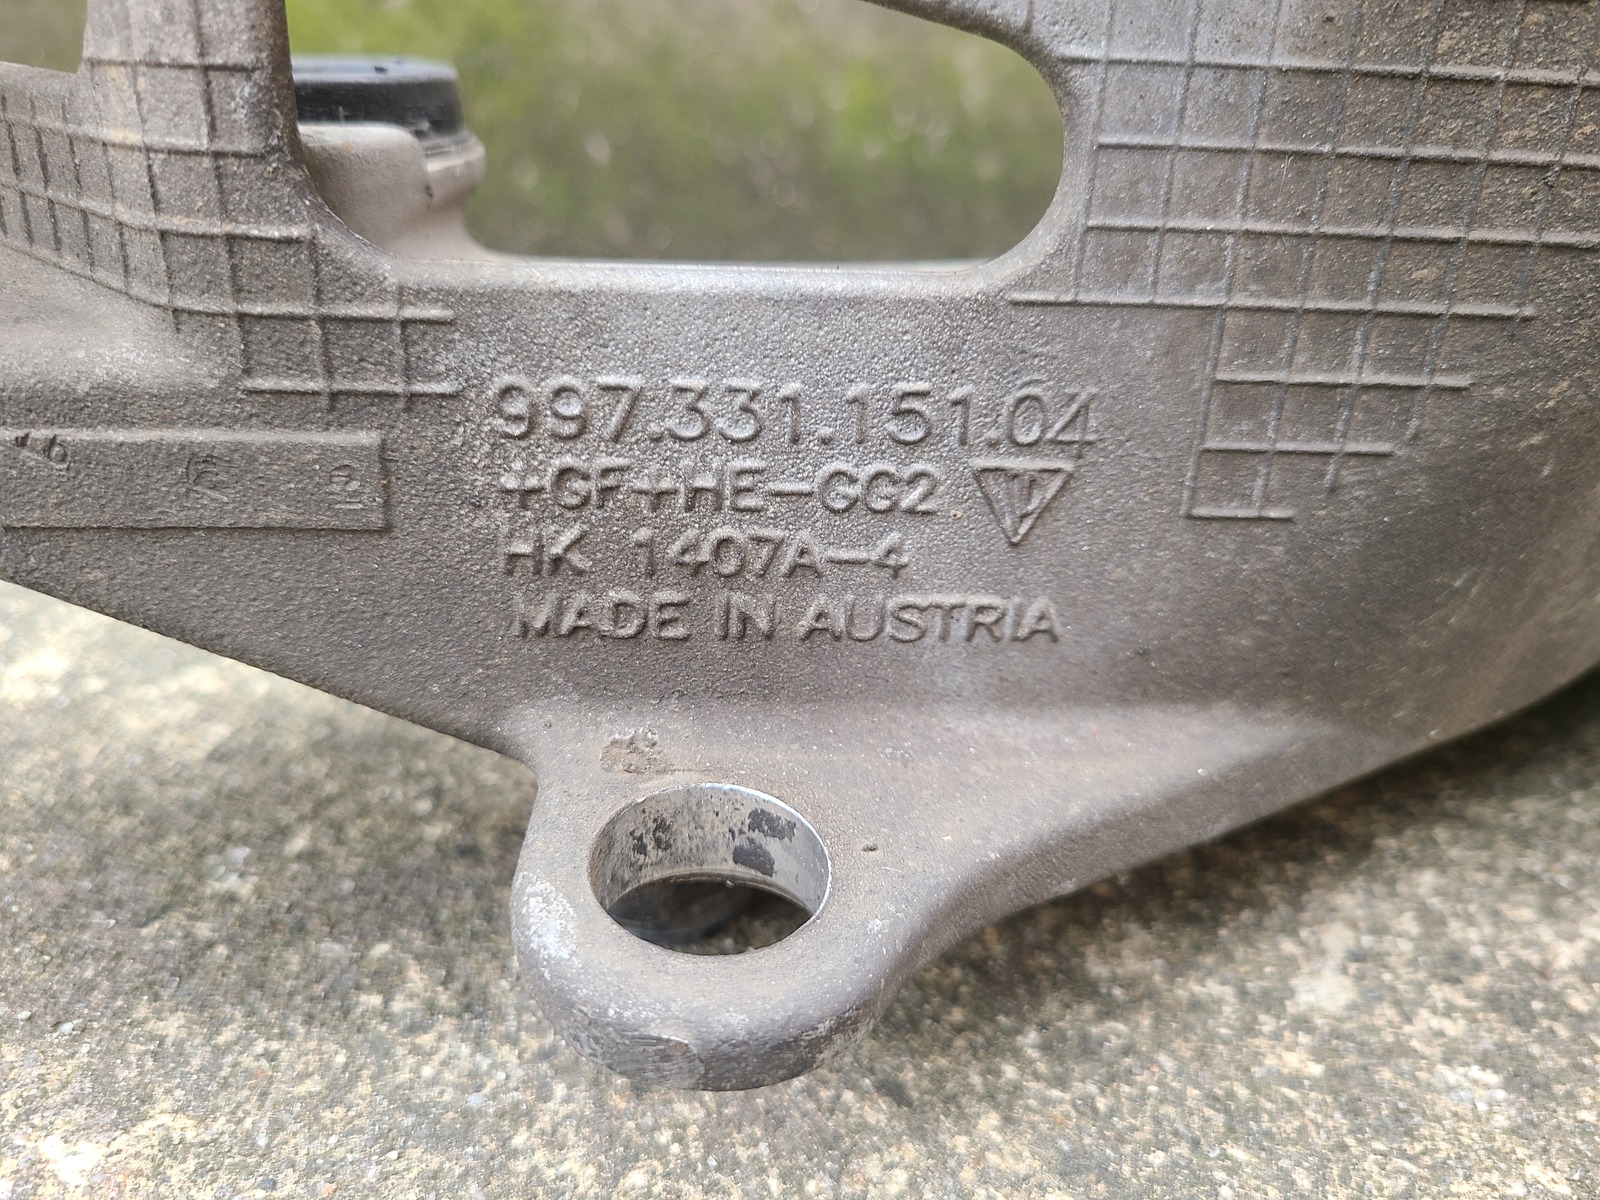 997.331.151.04
+GF+HE-GG2
HK 1407A-4
MADE IN AUSTRIA